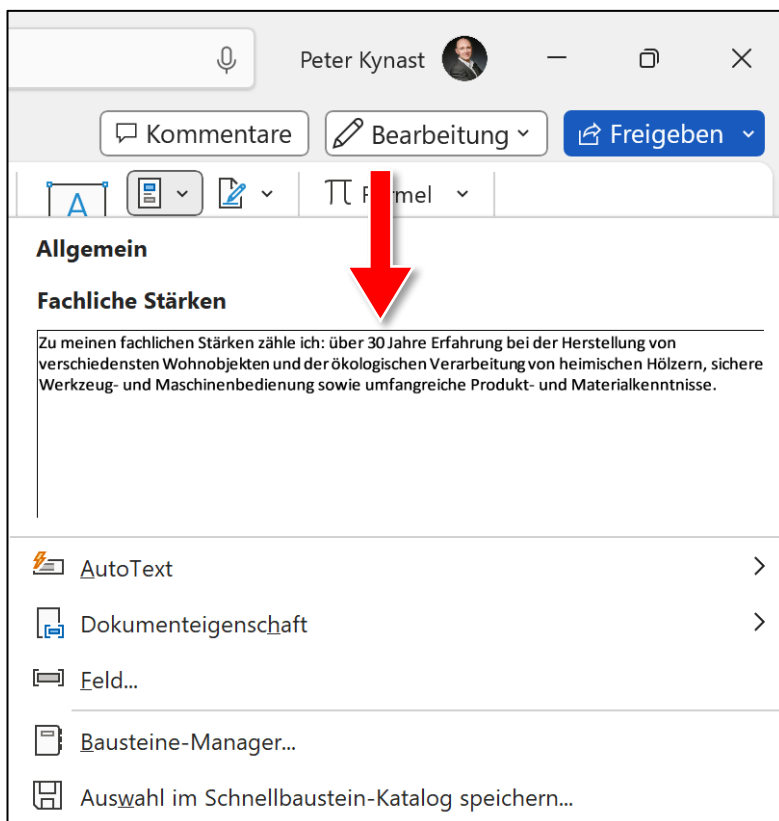 Peter Kynast
Kommentare
Bearbeitung
Freigeben
A
π Formel
Allgemein
Fachliche Stärken
Zu meinen fachlichen Stärken zähle ich: über 30 Jahre Erfahrung bei der Herstellung von
verschiedensten Wohnobjekten und der ökologischen Verarbeitung von heimischen Hölzern, sichere
Werkzeug- und Maschinenbedienung sowie umfangreiche Produkt- und Materialkenntnisse.
AutoText
Dokumenteigenschaft
Feld...
Bausteine-Manager...
Auswahl im Schnellbaustein-Katalog speichern...